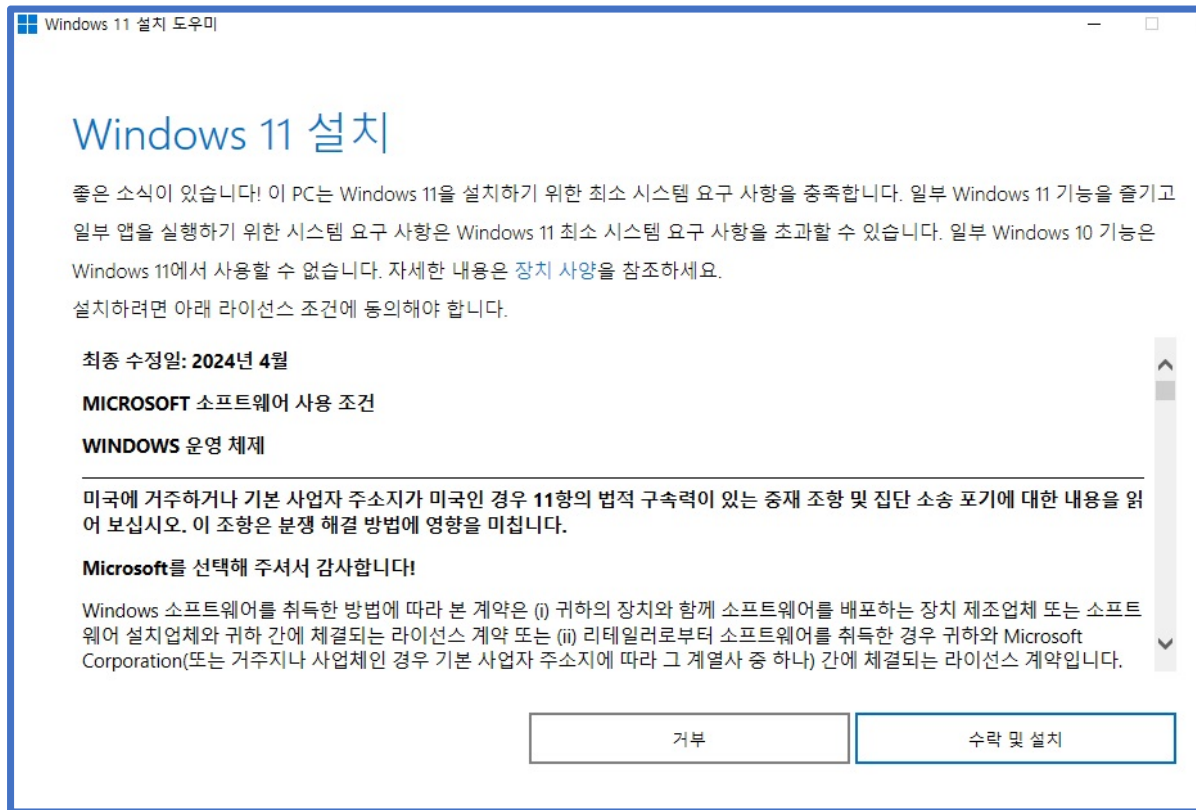 Windows 11 설치 도우미
Windows 11 설치
좋은 소식이 있습니다! 이 PC는 Windows 11을 설치하기 위한 최소 시스템 요구 사항을 충족합니다. 일부 Windows 11 기능을 즐기고
일부 앱을 실행하기 위한 시스템 요구 사항은 Windows 11 최소 시스템 요구 사항을 초과할 수 있습니다. 일부 Windows 10 기능은
Windows 11에서 사용할 수 없습니다. 자세한 내용은 장치 사양을 참조하세요.
설치하려면 아래 라이선스 조건에 동의해야 합니다.
최종 수정일: 2024년 4월
MICROSOFT 소프트웨어 사용 조건
WINDOWS 운영 체제
미국에 거주하거나 기본 사업자 주소지가 미국인 경우 11항의 법적 구속력이 있는 중재 조항 및 집단 소송 포기에 대한 내용을 읽
어 보십시오. 이 조항은 분쟁 해결 방법에 영향을 미칩니다.
Microsoft를 선택해 주셔서 감사합니다!
Windows 소프트웨어를 취득한 방법에 따라 본 계약은 (i) 귀하의 장치와 함께 소프트웨어를 배포하는 장치 제조업체 또는 소프트
웨어 설치업체와 귀하 간에 체결되는 라이선스 계약 또는 (ii) 리테일러로부터 소프트웨어를 취득한 경우 귀하와 Microsoft
Corporation(또는 거주지나 사업체인 경우 기본 사업자 주소지에 따라 그 계열사 중 하나) 간에 체결되는 라이선스 계약입니다.
거부
수락 및 설치